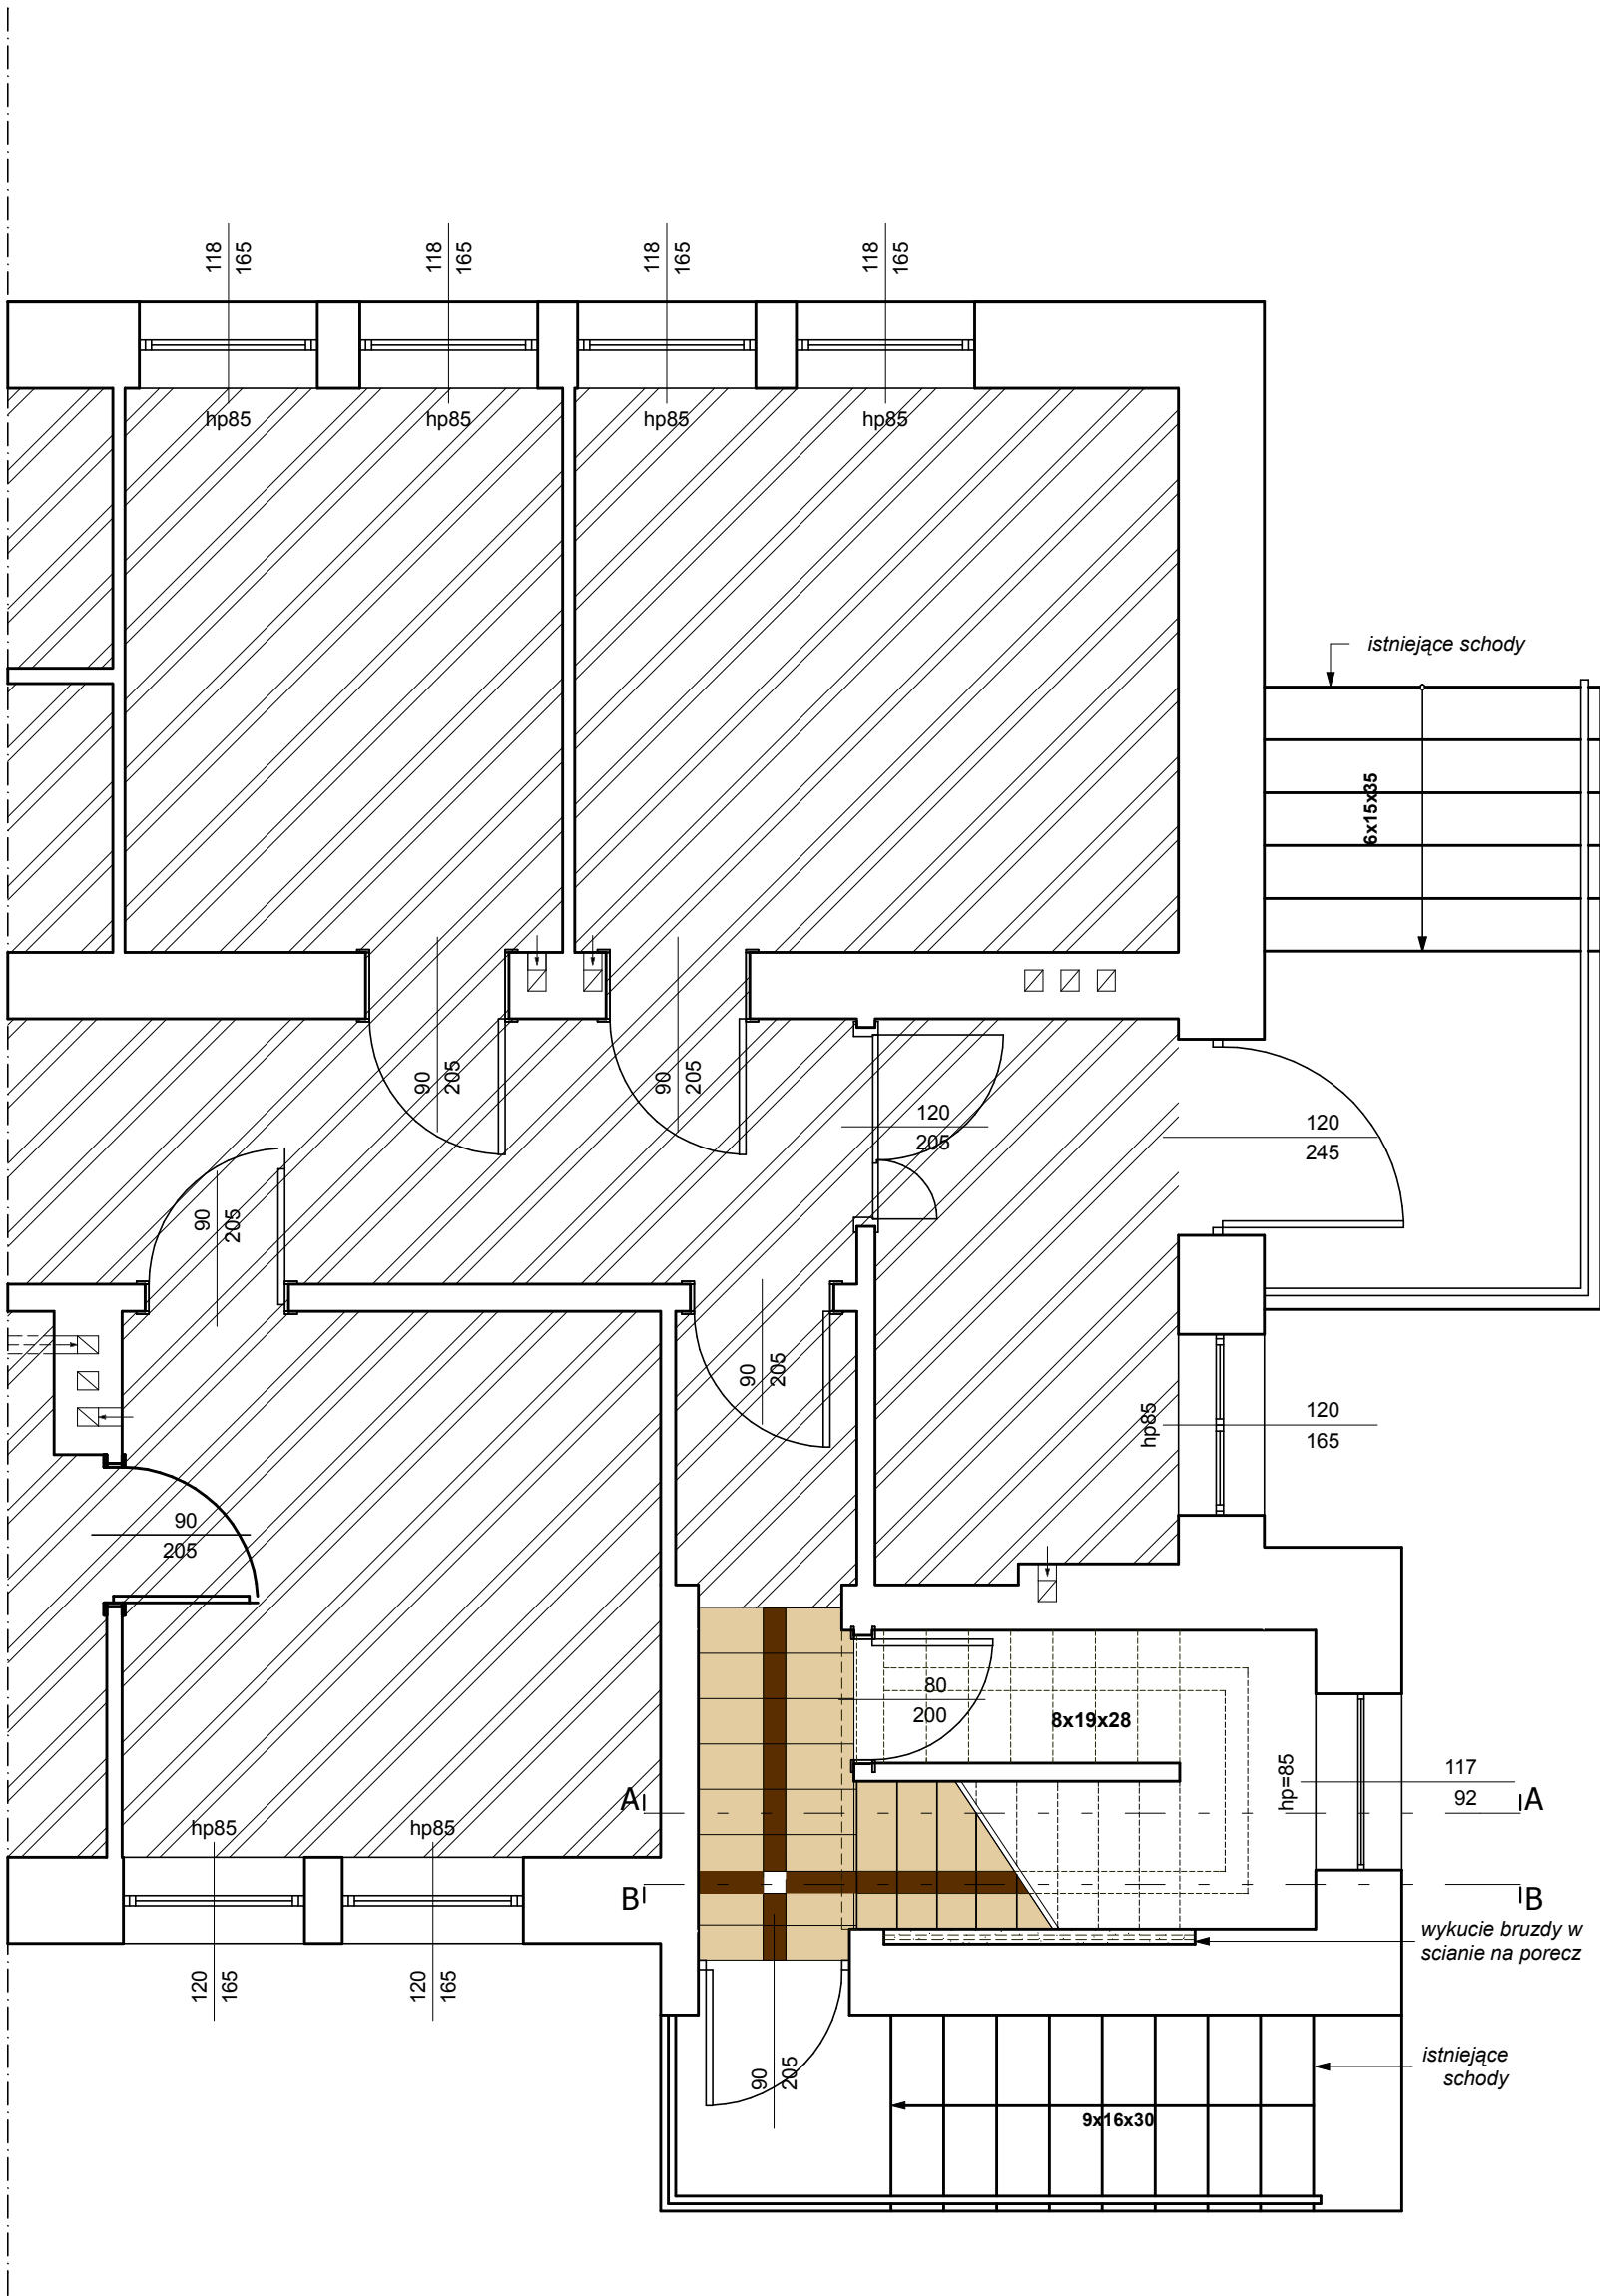 118
165
118
165
118
165
118
165
hp85
hp85
hp85
hp85
istniejące schody
6x15x35
90
205
90
205
120
205
120
245
90
205
90
205
hp85
120
165
90
205
80
200
8x19x28
hp=85
117
92
A
A
hp85
hp85
B
B
wykucie bruzdy w
scianie na porecz
120
165
120
165
90
205
istniejące
schody
9x16x30